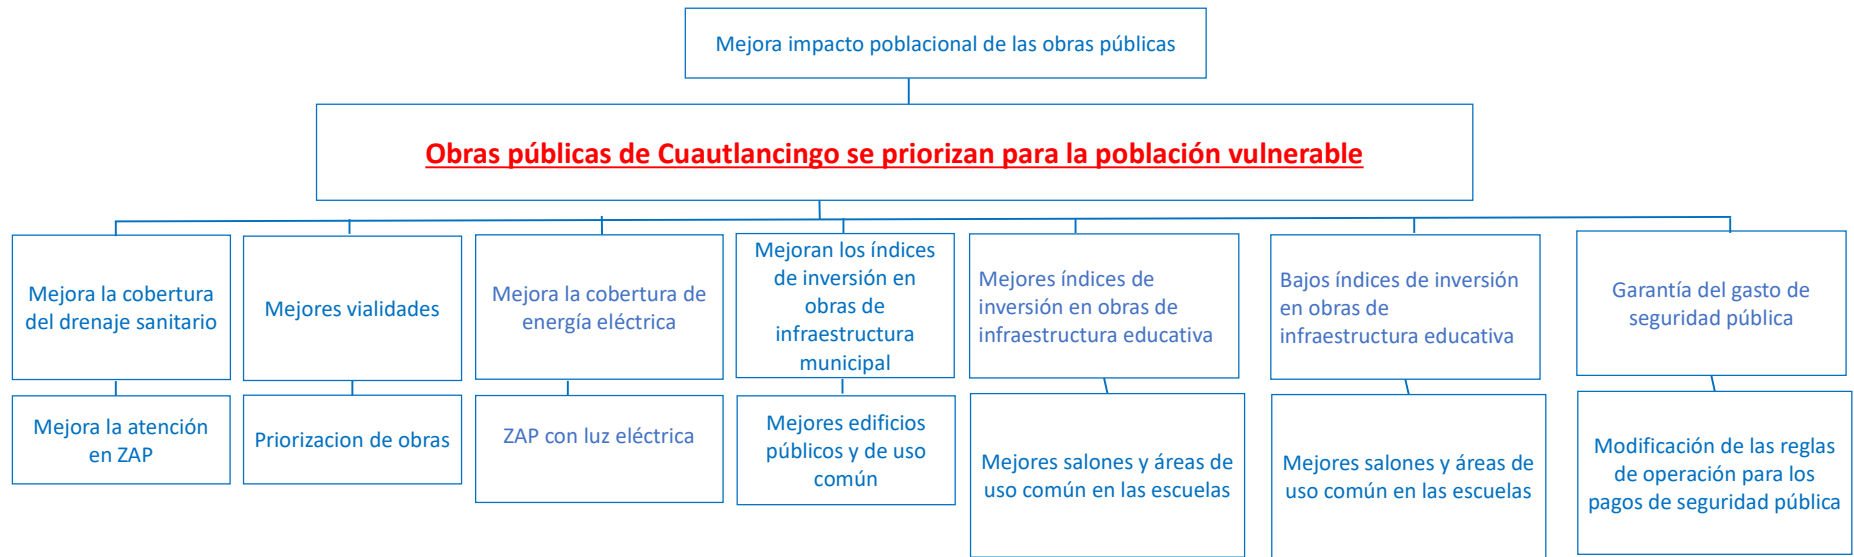 Mejora impacto poblacional de las obras públicas
Obras públicas de Cuautlancingo se priorizan para la población vulnerable
Mejora la cobertura
del drenaje sanitario
Mejores vialidades
Mejora la cobertura de
energía eléctrica
Mejoran los índices
de inversión en
obras de
infraestructura
municipal
Mejores índices de
inversión en obras de
infraestructura educativa
Bajos índices de inversión
en obras de
infraestructura educativa
Garantía del gasto de
seguridad pública
Mejora la atención
en ZAP
Priorizacion de obras
ZAP con luz eléctrica
Mejores edificios
públicos y de uso
común
Mejores salones y áreas de
uso común en las escuelas
Mejores salones y áreas de
uso común en las escuelas
Modificación de las reglas
de operación para los
pagos de seguridad pública